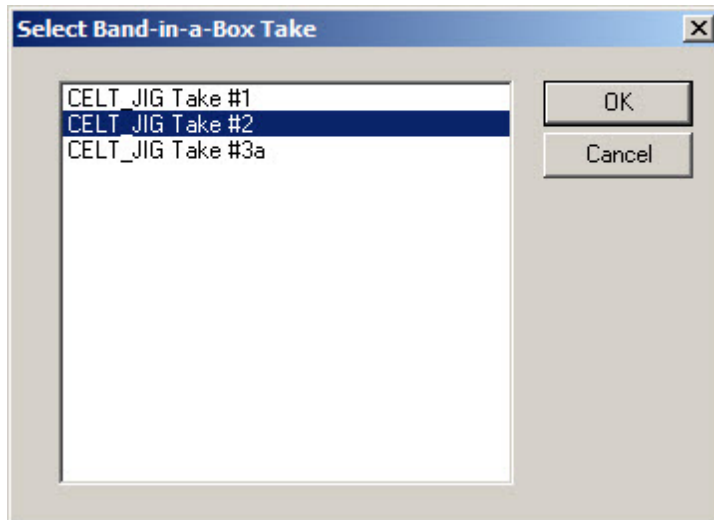 Select Band-in-a-Box Take
CELT_JIG Take #1
CELT_JIG Take #2
CELT_JIG Take #3a
OK
Cancel